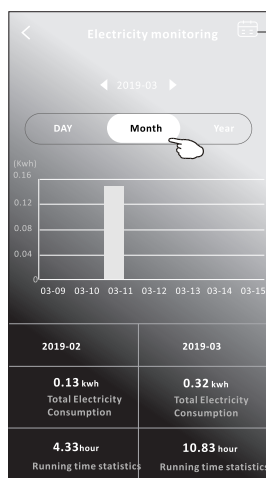 Electricity monitoring
2019-03
DAY Month Year
(Kwh)
0.16
0.12
0.08
0.04
0
03-09 03-10 03-11 03-12 03-13 03-14 03-15
2019-02 2019-03
0.13 kwh 0.32 kwh
Total Electricity Total Electricity
Consumption Consumption
4.33hour 10.83 hour
Running time statistics Running time statistics